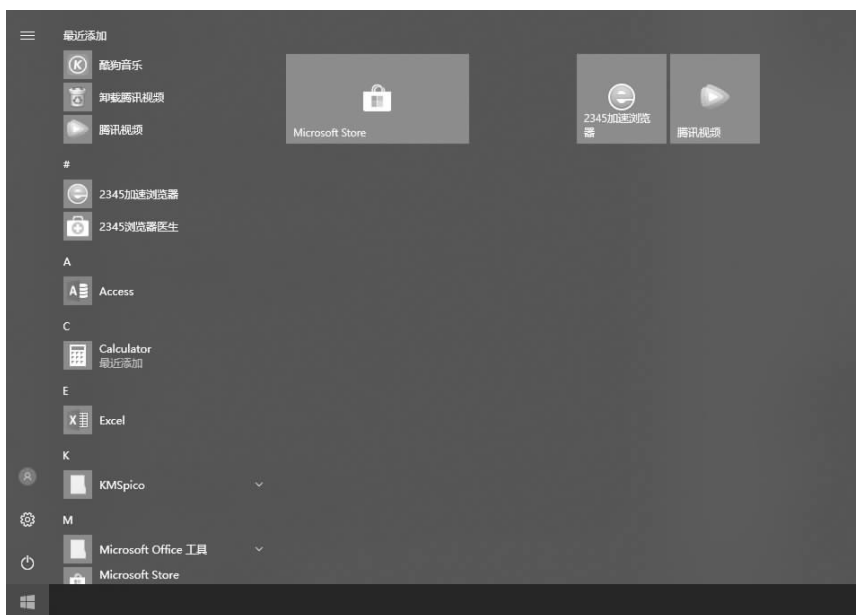 最近添加
酷狗音乐
卸载腾讯视频
腾讯视频
#
2345加速浏览器
2345浏览器医生
A
Access
C
Calculator
最近添加
E
Excel
K
KMSpico
M
Microsoft Office 工具
Microsoft Store
Microsoft Store
2345加速浏览
器
腾讯视频